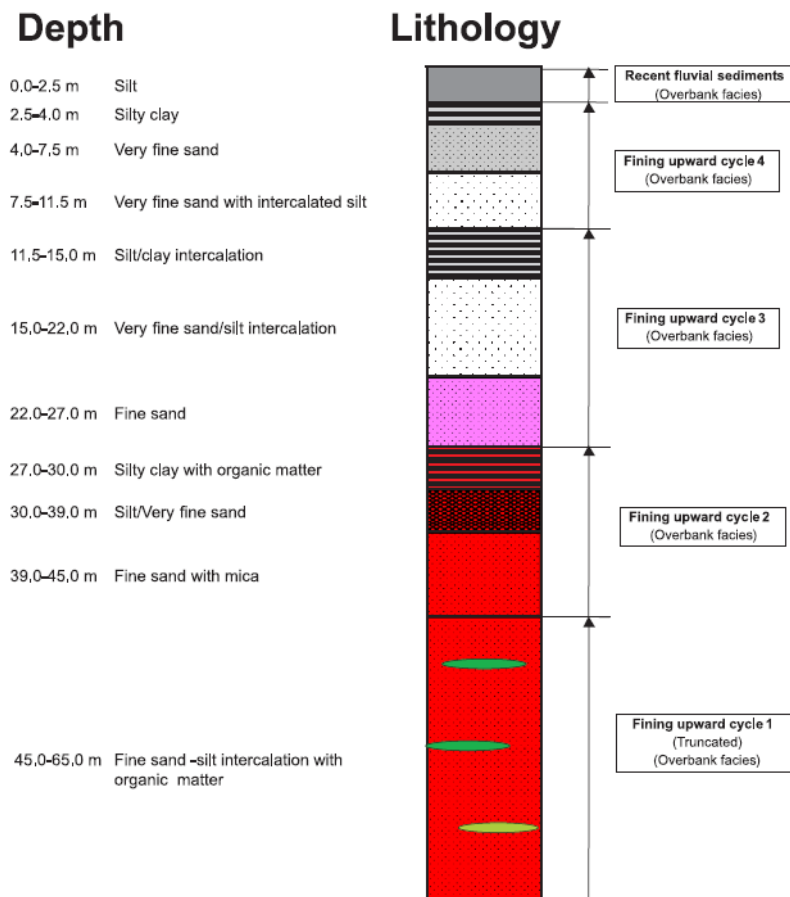 Depth
Lithology
0.0–2.5 m Silt
2.5–4.0 m Silty clay
4.0–7.5 m Very fine sand
7.5–11.5 m Very fine sand with intercalated silt
11.5–15.0 m Silt/clay intercalation
15.0–22.0 m Very fine sand/silt intercalation
22.0–27.0 m Fine sand
27.0–30.0 m Silty clay with organic matter
30.0–39.0 m Silt/Very fine sand
39.0–45.0 m Fine sand with mica
45.0–65.0 m Fine sand –silt intercalation with
organic matter
Recent fluvial sediments
(Overbank facies)
Fining upward cycle 4
(Overbank facies)
Fining upward cycle 3
(Overbank facies)
Fining upward cycle 2
(Overbank facies)
Fining upward cycle 1
(Truncated)
(Overbank facies)